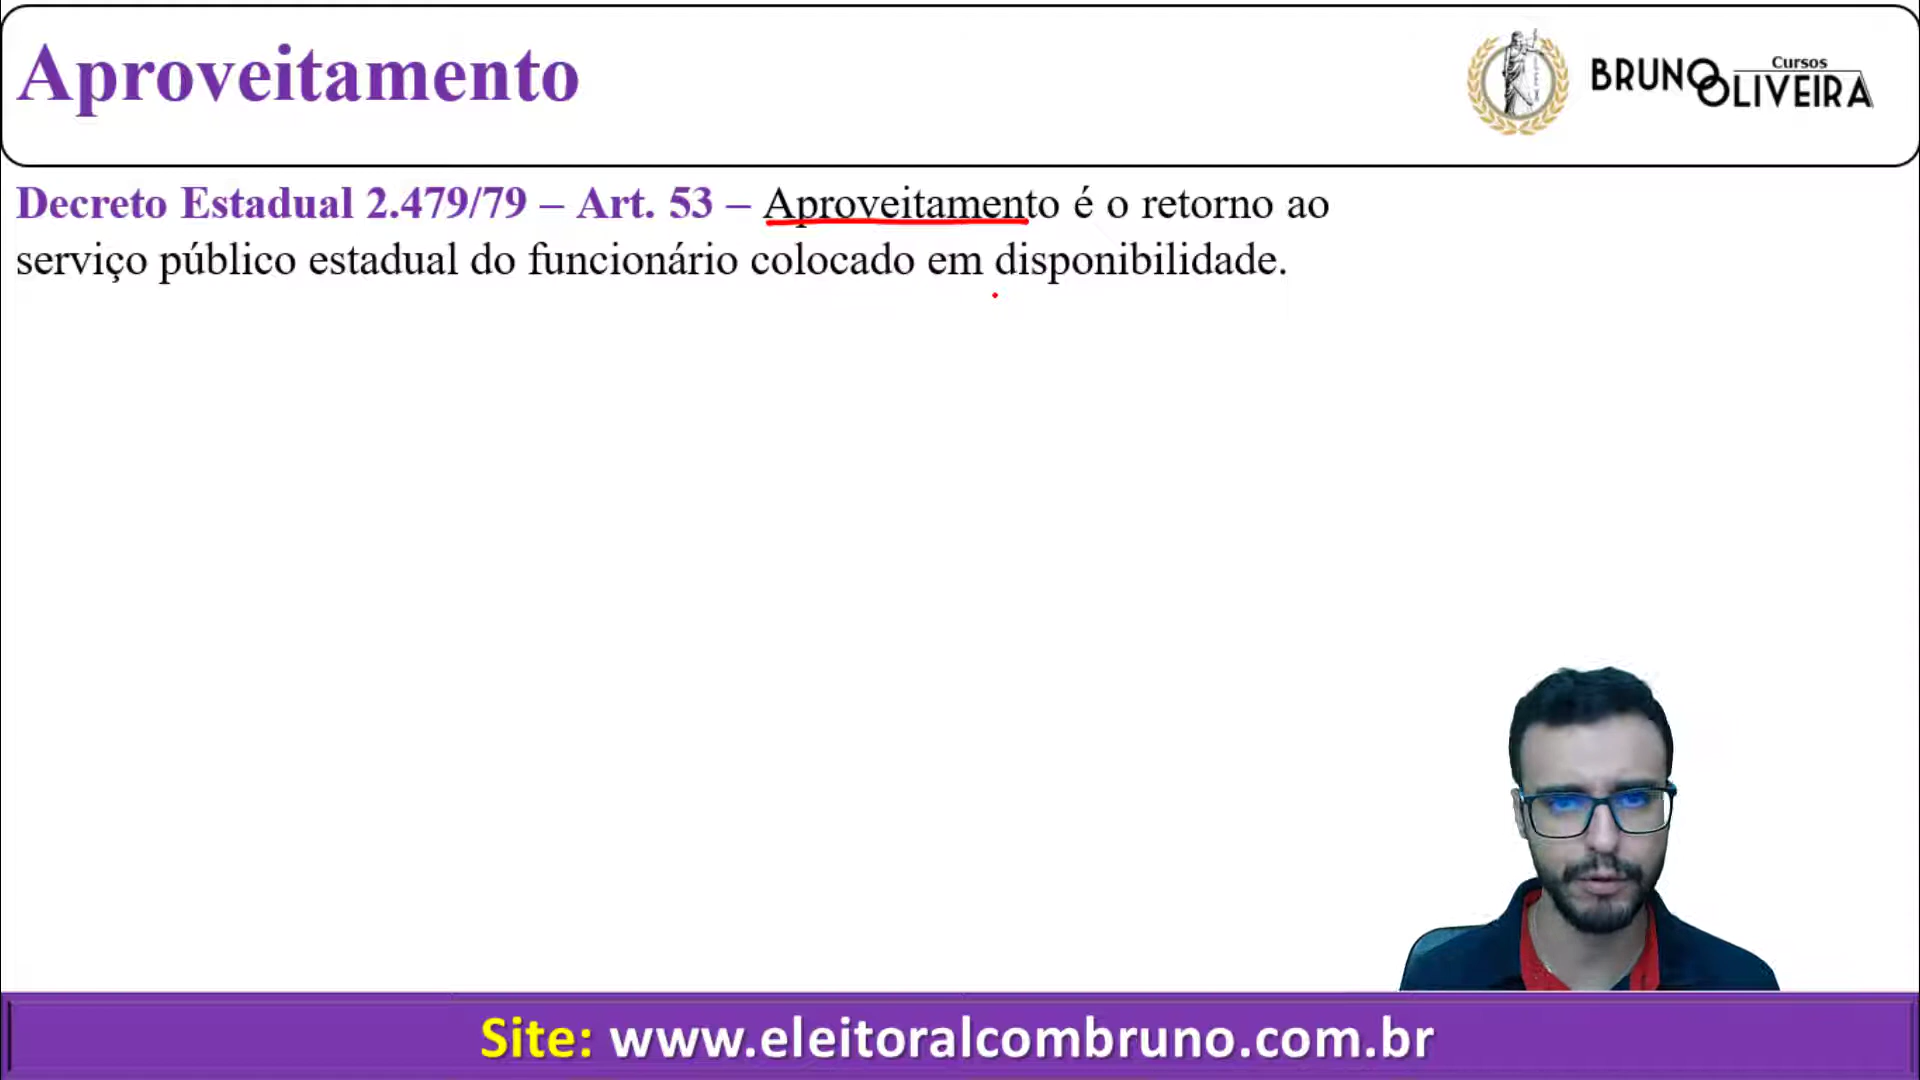 Aproveitamento
Cursos
BRUNO
OLIVEIRA
Decreto Estadual 2.479/79 – Art. 53 – Aproveitamento é o retorno ao
serviço público estadual do funcionário colocado em disponibilidade.
Site: www.eleitoralcombruno.com.br